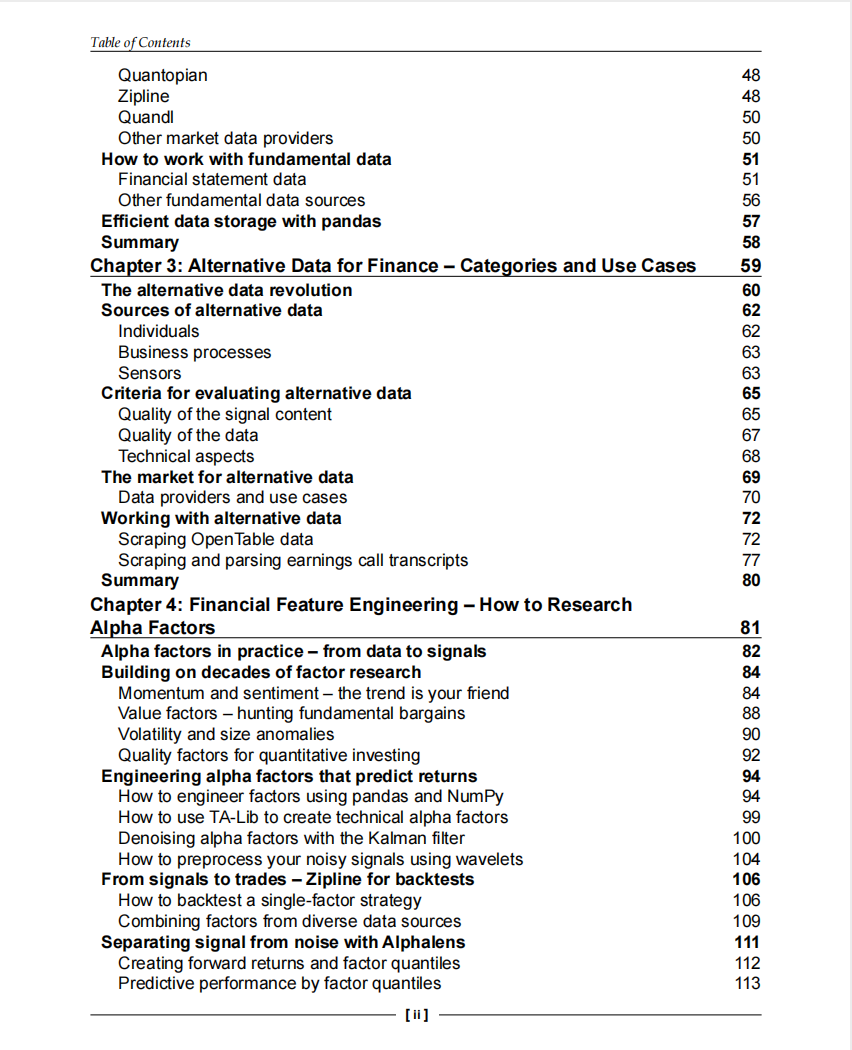 Table of Contents
Quantopian 48
Zipline 48
Quandl 50
Other market data providers 50
How to work with fundamental data 51
Financial statement data 51
Other fundamental data sources 56
Efficient data storage with pandas 57
Summary 58
Chapter 3: Alternative Data for Finance – Categories and Use Cases 59
The alternative data revolution 60
Sources of alternative data 62
Individuals 62
Business processes 63
Sensors 63
Criteria for evaluating alternative data 65
Quality of the signal content 65
Quality of the data 67
Technical aspects 68
The market for alternative data 69
Data providers and use cases 70
Working with alternative data 72
Scraping OpenTable data 72
Scraping and parsing earnings call transcripts 77
Summary 80
Chapter 4: Financial Feature Engineering – How to Research
Alpha Factors 81
Alpha factors in practice – from data to signals 82
Building on decades of factor research 84
Momentum and sentiment – the trend is your friend 84
Value factors – hunting fundamental bargains 88
Volatility and size anomalies 90
Quality factors for quantitative investing 92
Engineering alpha factors that predict returns 94
How to engineer factors using pandas and NumPy 94
How to use TA-Lib to create technical alpha factors 99
Denoising alpha factors with the Kalman filter 100
How to preprocess your noisy signals using wavelets 104
From signals to trades – Zipline for backtests 106
How to backtest a single-factor strategy 106
Combining factors from diverse data sources 109
Separating signal from noise with Alphalens 111
Creating forward returns and factor quantiles 112
Predictive performance by factor quantiles 113
[ ii ]